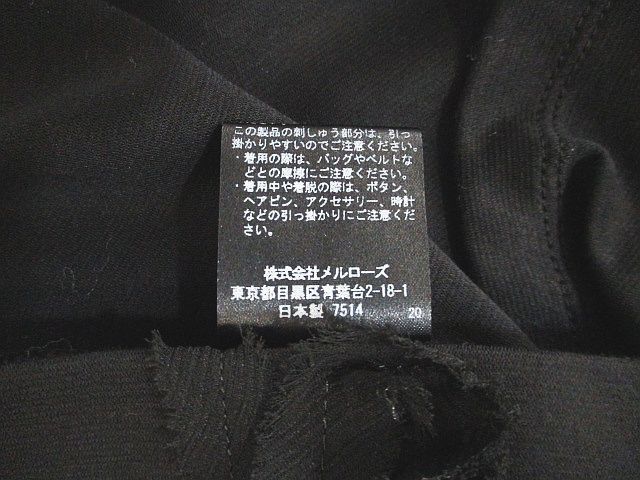 この製品の刺しゅう部分は、引っ
掛かりやすいのでご注意ください。
・着用の際は、バッグやベルトな
どとの摩擦にご注意ください。
・着用中や着脱の際は、ボタン、
ヘアピン、アクセサリー、時計
などの引っ掛かりにご注意くだ
さい。
株式会社メルローズ
東京都目黒区青葉台2-18-1
日本製 7514 20